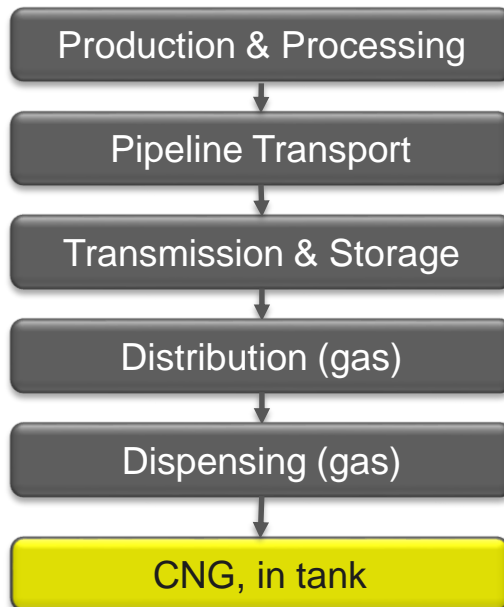 Production & Processing
Pipeline Transport
Transmission & Storage
Distribution (gas)
Dispensing (gas)
CNG, in tank